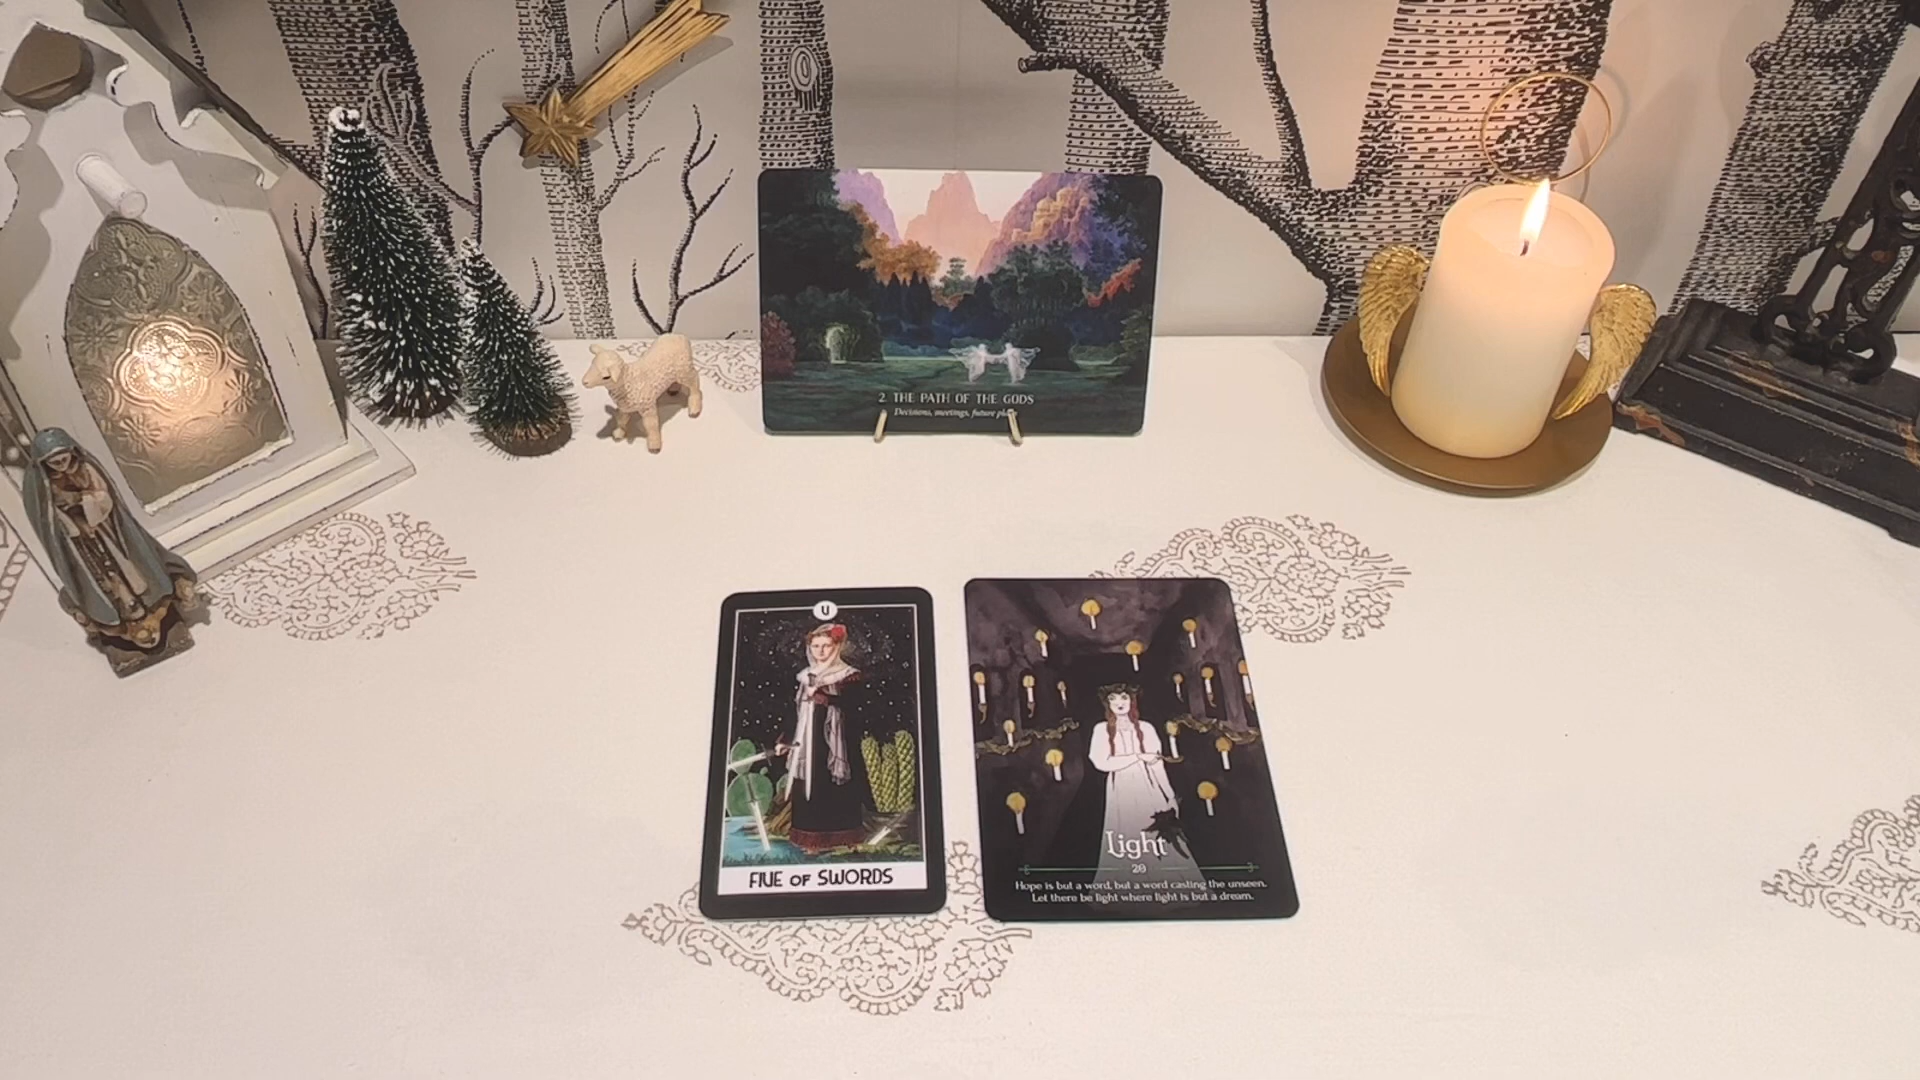 2 THE PATH OF THE GODS
Decisions, meetings, future
V
FIVE OF SWORDS
Light
20
Hope is but a word, but a word casting the unseen.
Let there be light where light is but a dream.